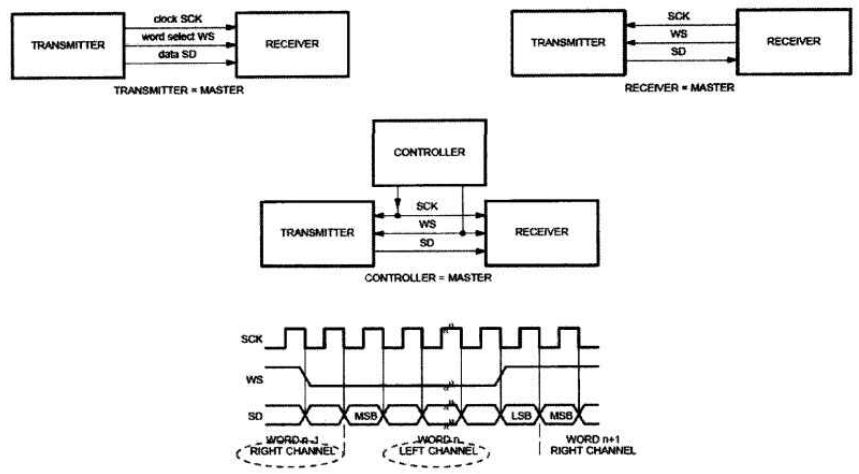 clock SCK
word select WS
data SD
TRANSMITTER
RECEIVER
TRANSMITTER = MASTER
SCK
WS
SD
TRANSMITTER
RECEIVER
RECEIVER = MASTER
CONTROLLER
SCK
WS
SD
TRANSMITTER
RECEIVER
CONTROLLER = MASTER
SCK
WS
SD
MSB
LSB
MSB
WORD n-1
RIGHT CHANNEL
WORD n
LEFT CHANNEL
WORD n+1
RIGHT CHANNEL